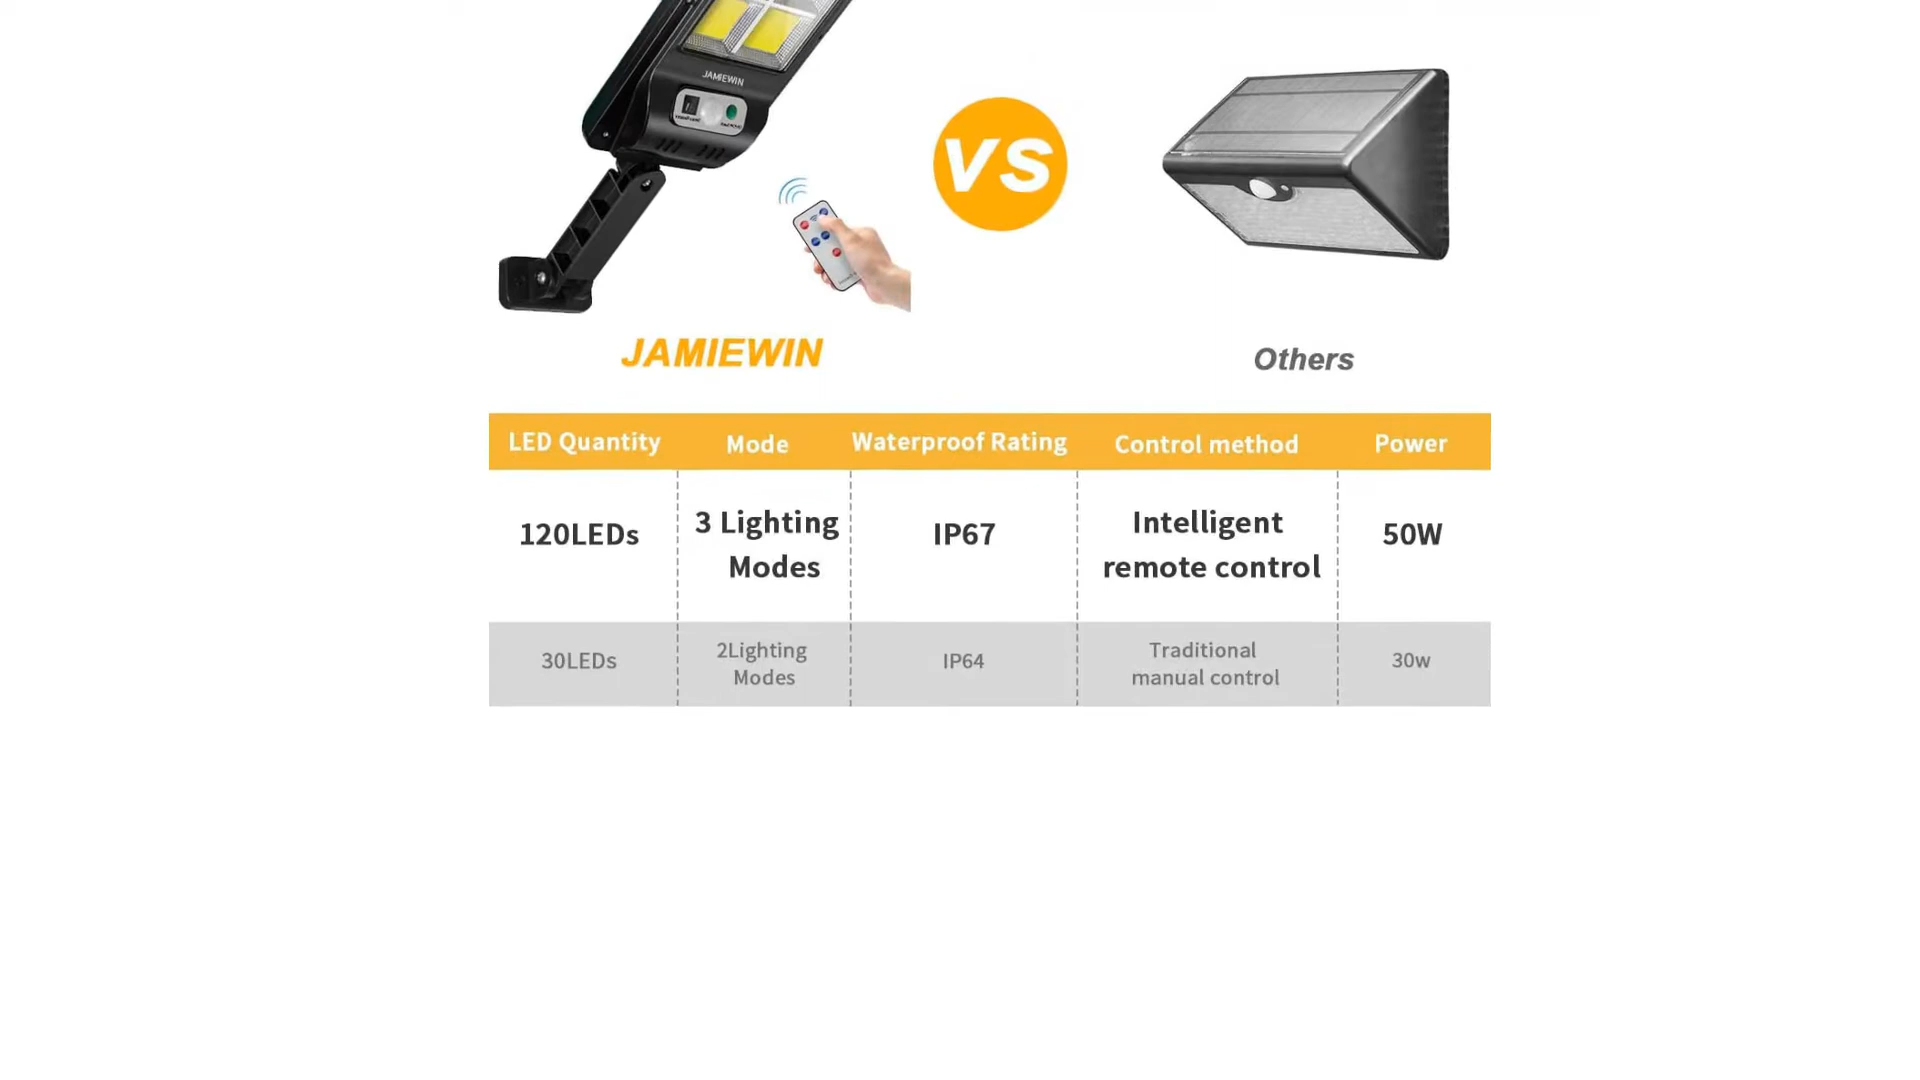 JAMIEWIN
VS
JAMIEWIN
Others
LED Quantity
Mode
Waterproof Rating
Control method
Power
120LEDs
3 Lighting
Modes
IP67
Intelligent
remote control
50W
30LEDs
2Lighting
Modes
IP64
Traditional
manual control
30w